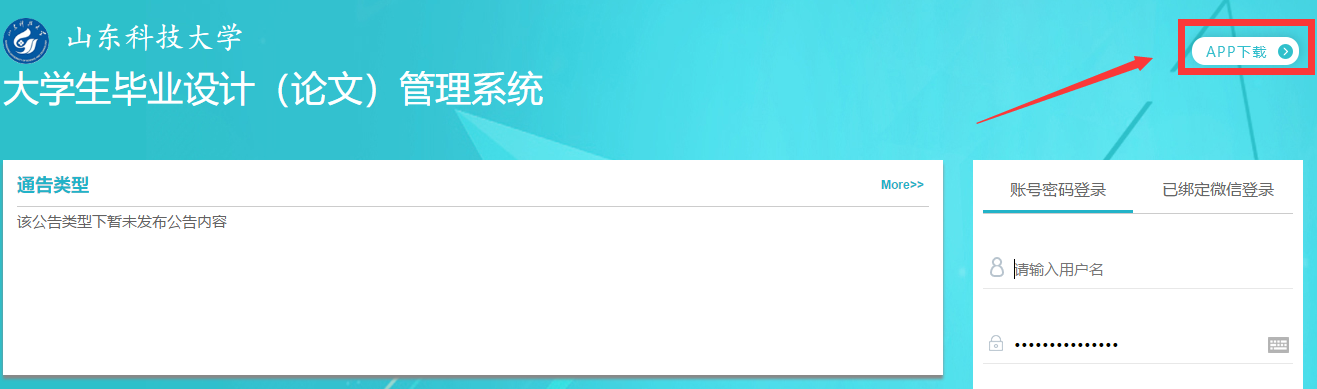 山东科技大学
APP下载
大学生毕业设计（论文）管理系统
通告类型
More>>
该公告类型下暂未发布公告内容
账号密码登录
已绑定微信登录
请输入用户名
•••••••••••••••